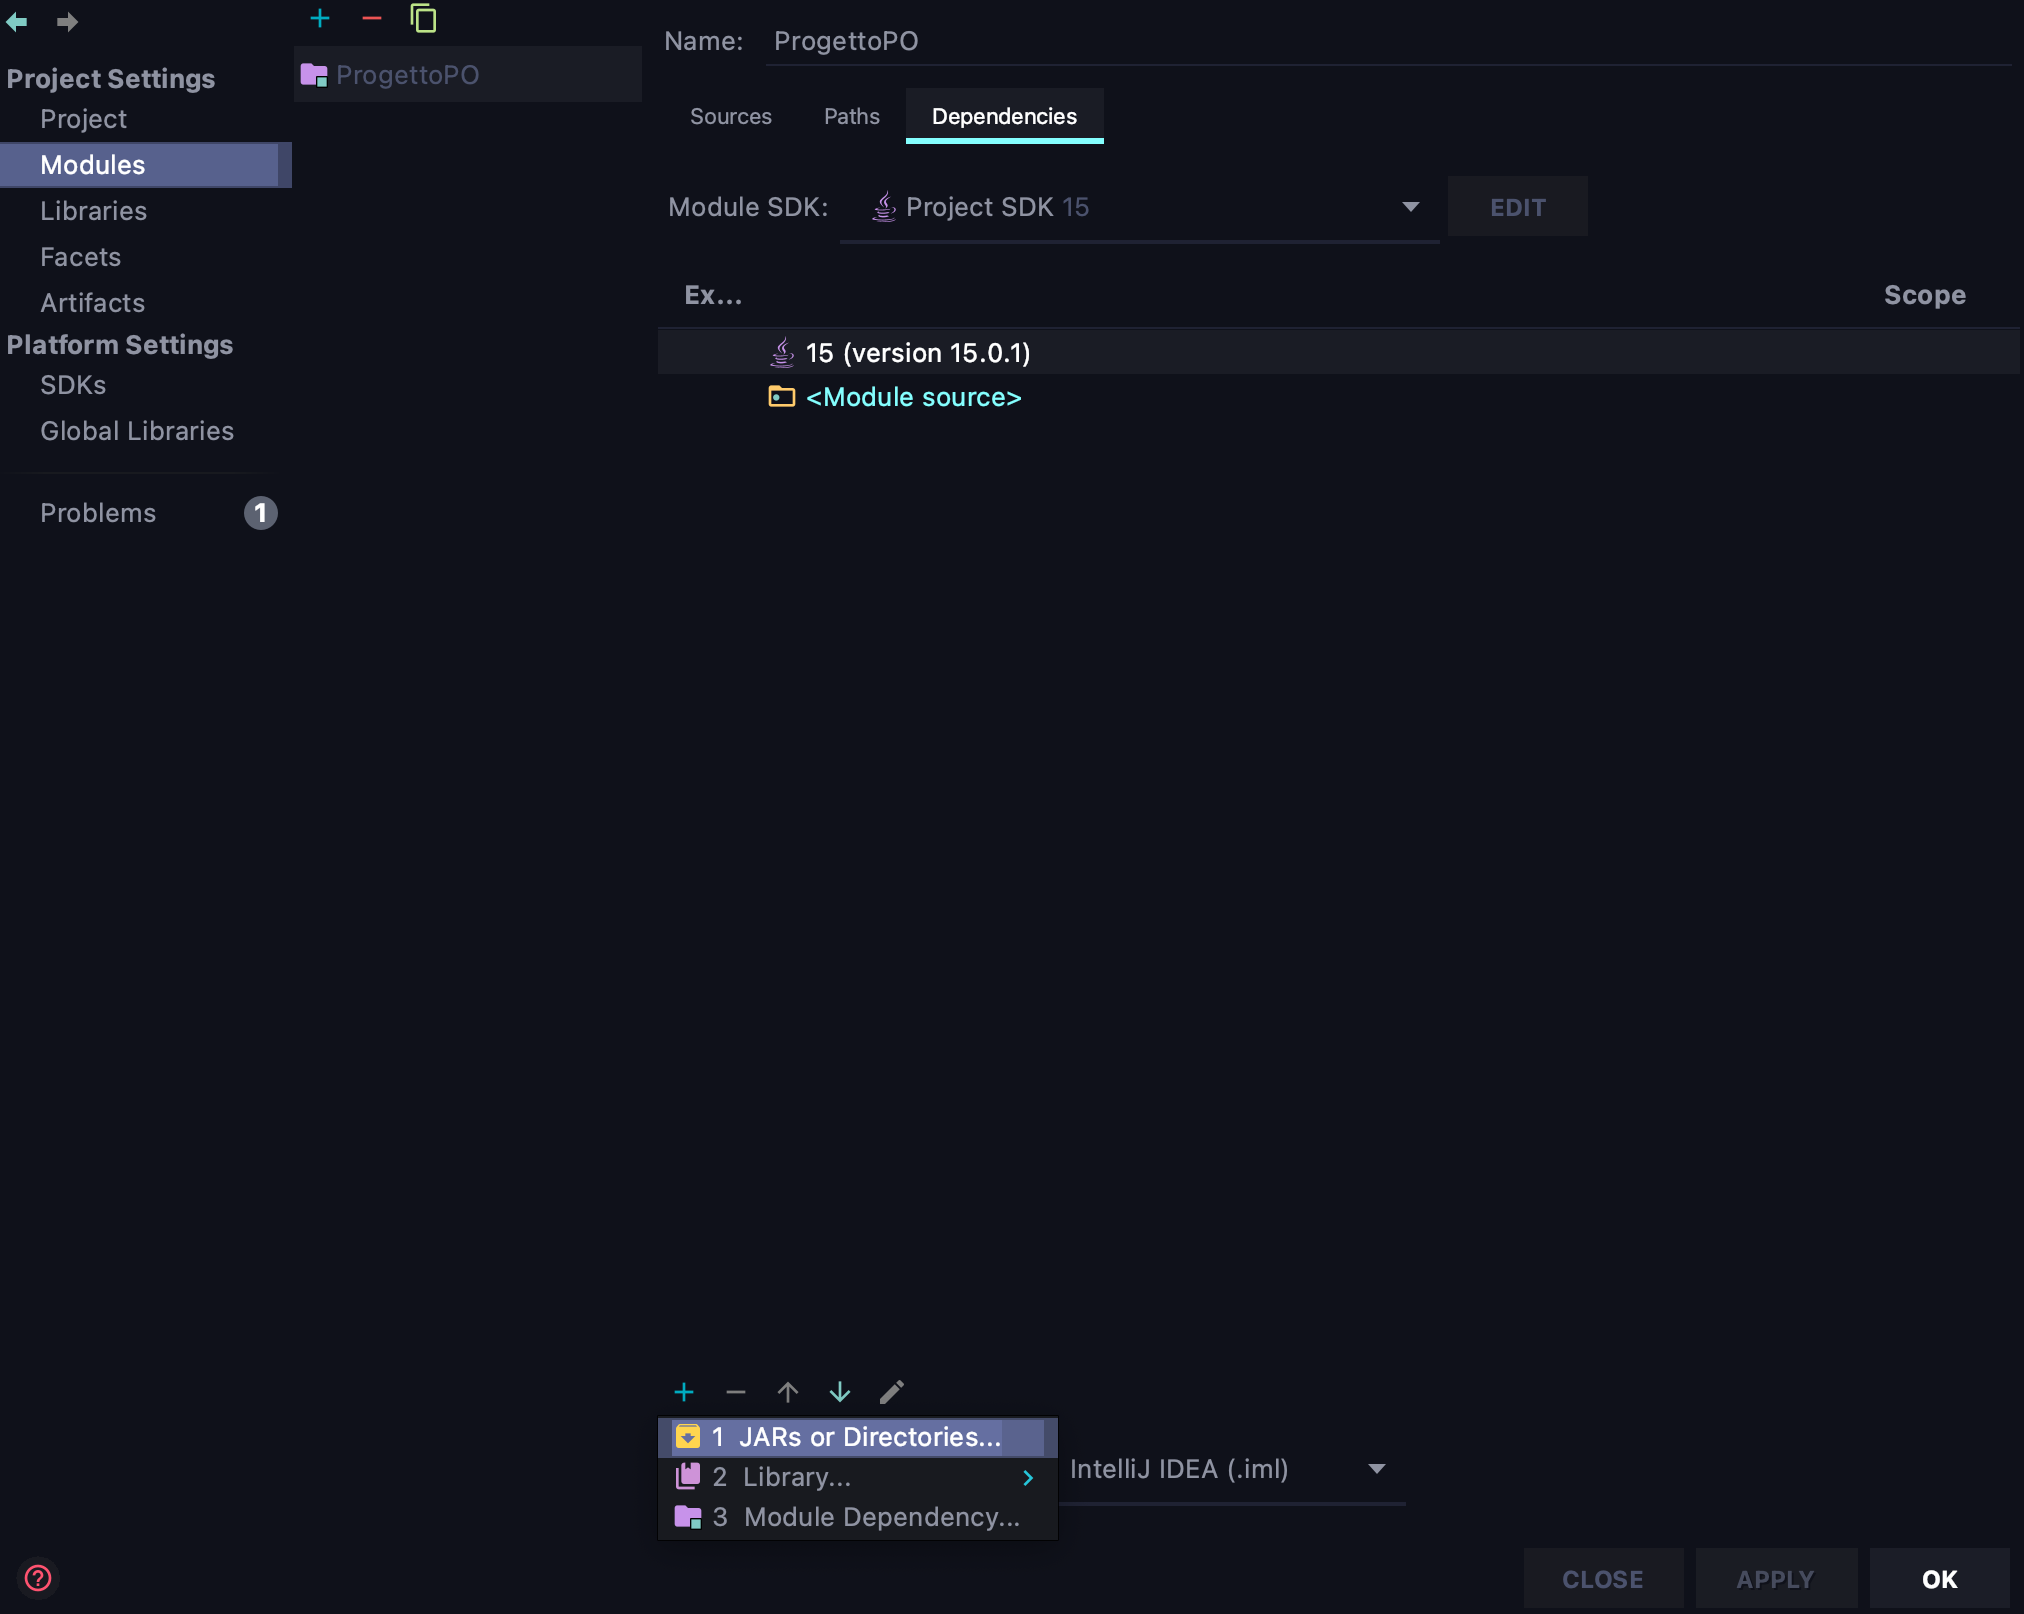 Name: ProgettoPO
Project Settings
ProgettoPO
Project
Sources Paths Dependencies
Modules
Module SDK: Project SDK 15 EDIT
Libraries
Facets
Ex... Scope
Artifacts
Platform Settings
15 (version 15.0.1)
SDKs
<Module source>
Global Libraries
Problems 1
1 JARs or Directories...
2 Library...
IntelliJ IDEA (.iml)
3 Module Dependency...
?
CLOSE APPLY OK